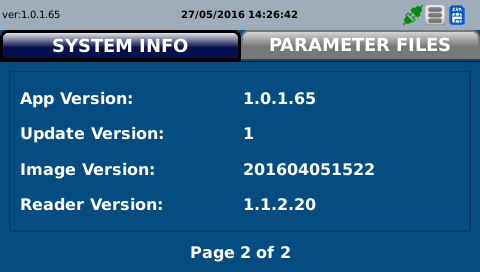 ver:1.0.1.65 27/05/2016 14:26:42
SYSTEM INFO PARAMETER FILES
App Version: 1.0.1.65
Update Version: 1
Image Version: 201604051522
Reader Version: 1.1.2.20
Page 2 of 2